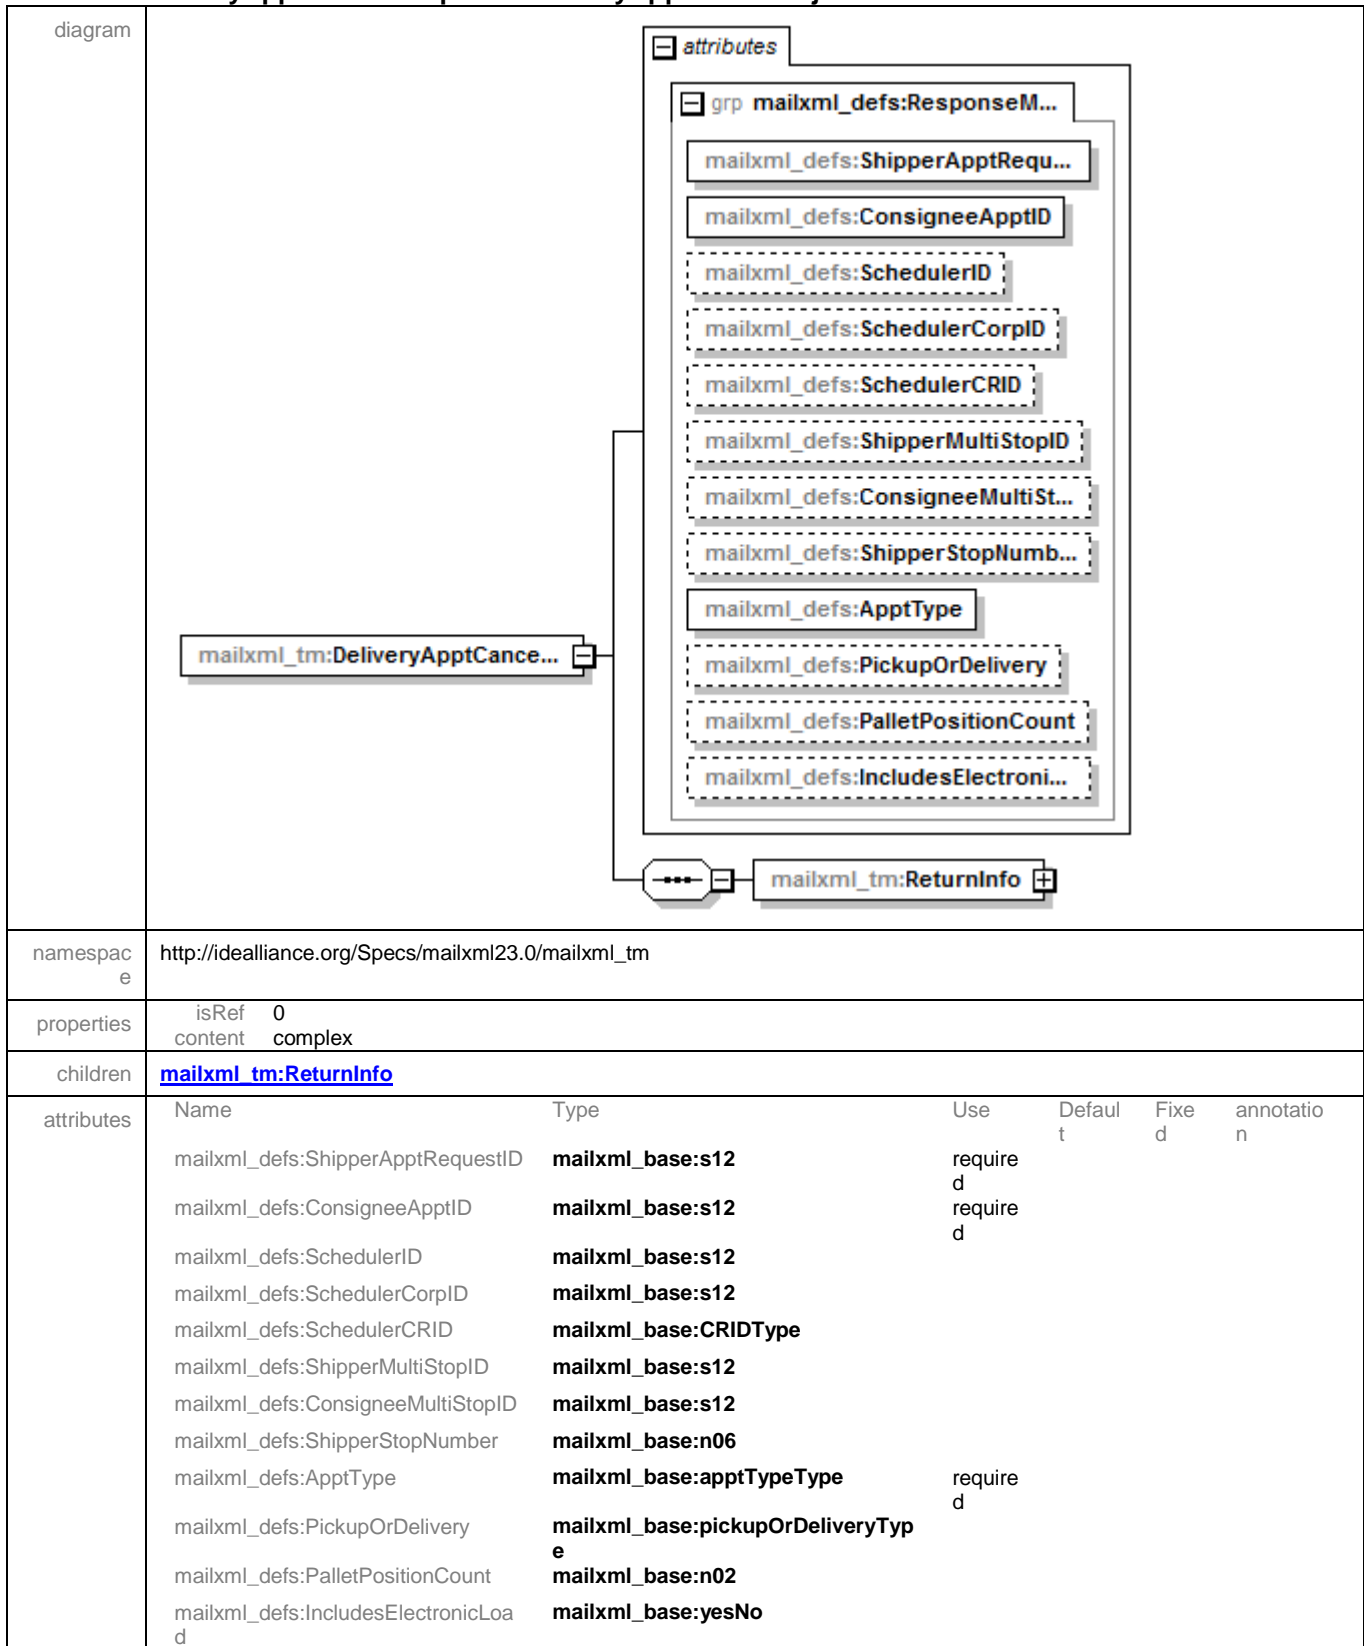 diagram
attributes
grp mailxml_defs:ResponseM...
mailxml_defs:ShipperApptRequ...
mailxml_defs:ConsigneeApptID
mailxml_defs:SchedulerID
mailxml_defs:SchedulerCorpID
mailxml_defs:SchedulerCRID
mailxml_defs:ShipperMultiStopID
mailxml_defs:ConsigneeMultiSt...
mailxml_defs:ShipperStopNumb...
mailxml_defs:ApptType
mailxml_tm:DeliveryApptCance...
mailxml_defs:PickupOrDelivery
mailxml_defs:PalletPositionCount
mailxml_defs:IncludesElectroni...
mailxml_tm:ReturnInfo
namespac
e
http://idealliance.org/Specs/mailxml23.0/mailxml_tm
properties
isRef 0
content complex
children
mailxml_tm:ReturnInfo
attributes
Name Type Use Defaul Fixe annotatio
t d n
mailxml_defs:ShipperApptRequestID mailxml_base:s12 require
d
mailxml_defs:ConsigneeApptID mailxml_base:s12 require
d
mailxml_defs:SchedulerID mailxml_base:s12
mailxml_defs:SchedulerCorpID mailxml_base:s12
mailxml_defs:SchedulerCRID mailxml_base:CRIDType
mailxml_defs:ShipperMultiStopID mailxml_base:s12
mailxml_defs:ConsigneeMultiStopID mailxml_base:s12
mailxml_defs:ShipperStopNumber mailxml_base:n06
mailxml_defs:ApptType mailxml_base:apptTypeType require
d
mailxml_defs:PickupOrDelivery mailxml_base:pickupOrDeliveryTyp
e
mailxml_defs:PalletPositionCount mailxml_base:n02
mailxml_defs:IncludesElectronicLoa mailxml_base:yesNo
d